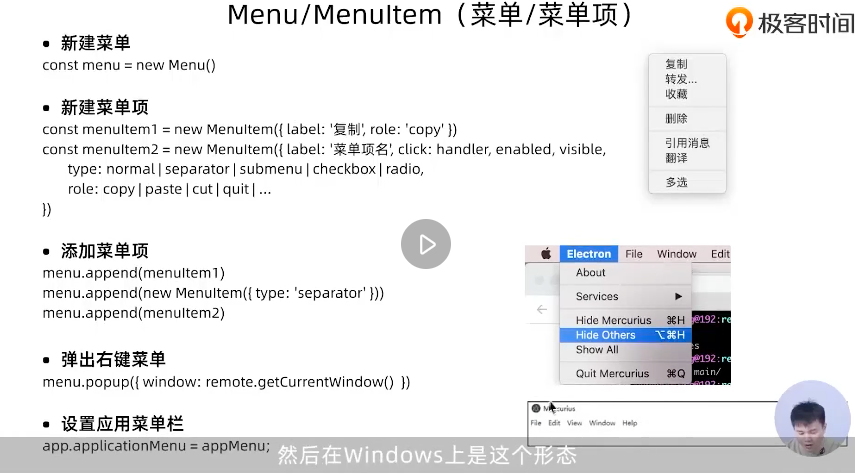 Menu/MenuItem（菜单/菜单项）
极客时间
• 新建菜单
const menu = new Menu()
• 新建菜单项
const menuItem1 = new MenuItem({ label: '复制', role: 'copy' })
const menuItem2 = new MenuItem({ label: '菜单项名', click: handler, enabled, visible,
type: normal | separator | submenu | checkbox | radio,
role: copy | paste | cut | quit | ...
})
• 添加菜单项
menu.append(menuItem1)
menu.append(new MenuItem({ type: 'separator' }))
menu.append(menuItem2)
• 弹出右键菜单
menu.popup({ window: remote.getCurrentWindow() })
• 设置应用菜单栏
app.applicationMenu = appMenu;
复制
转发...
收藏
删除
引用消息
翻译
多选
Electron File Window Edit
About
Services ▶
Hide Mercurius ⌘H
Hide Others ⌥⌘H
Show All
Quit Mercurius ⌘Q
g@192:re
es
main/
@192:re
Mercurius
File Edit View Window Help
然后在Windows上是这个形态